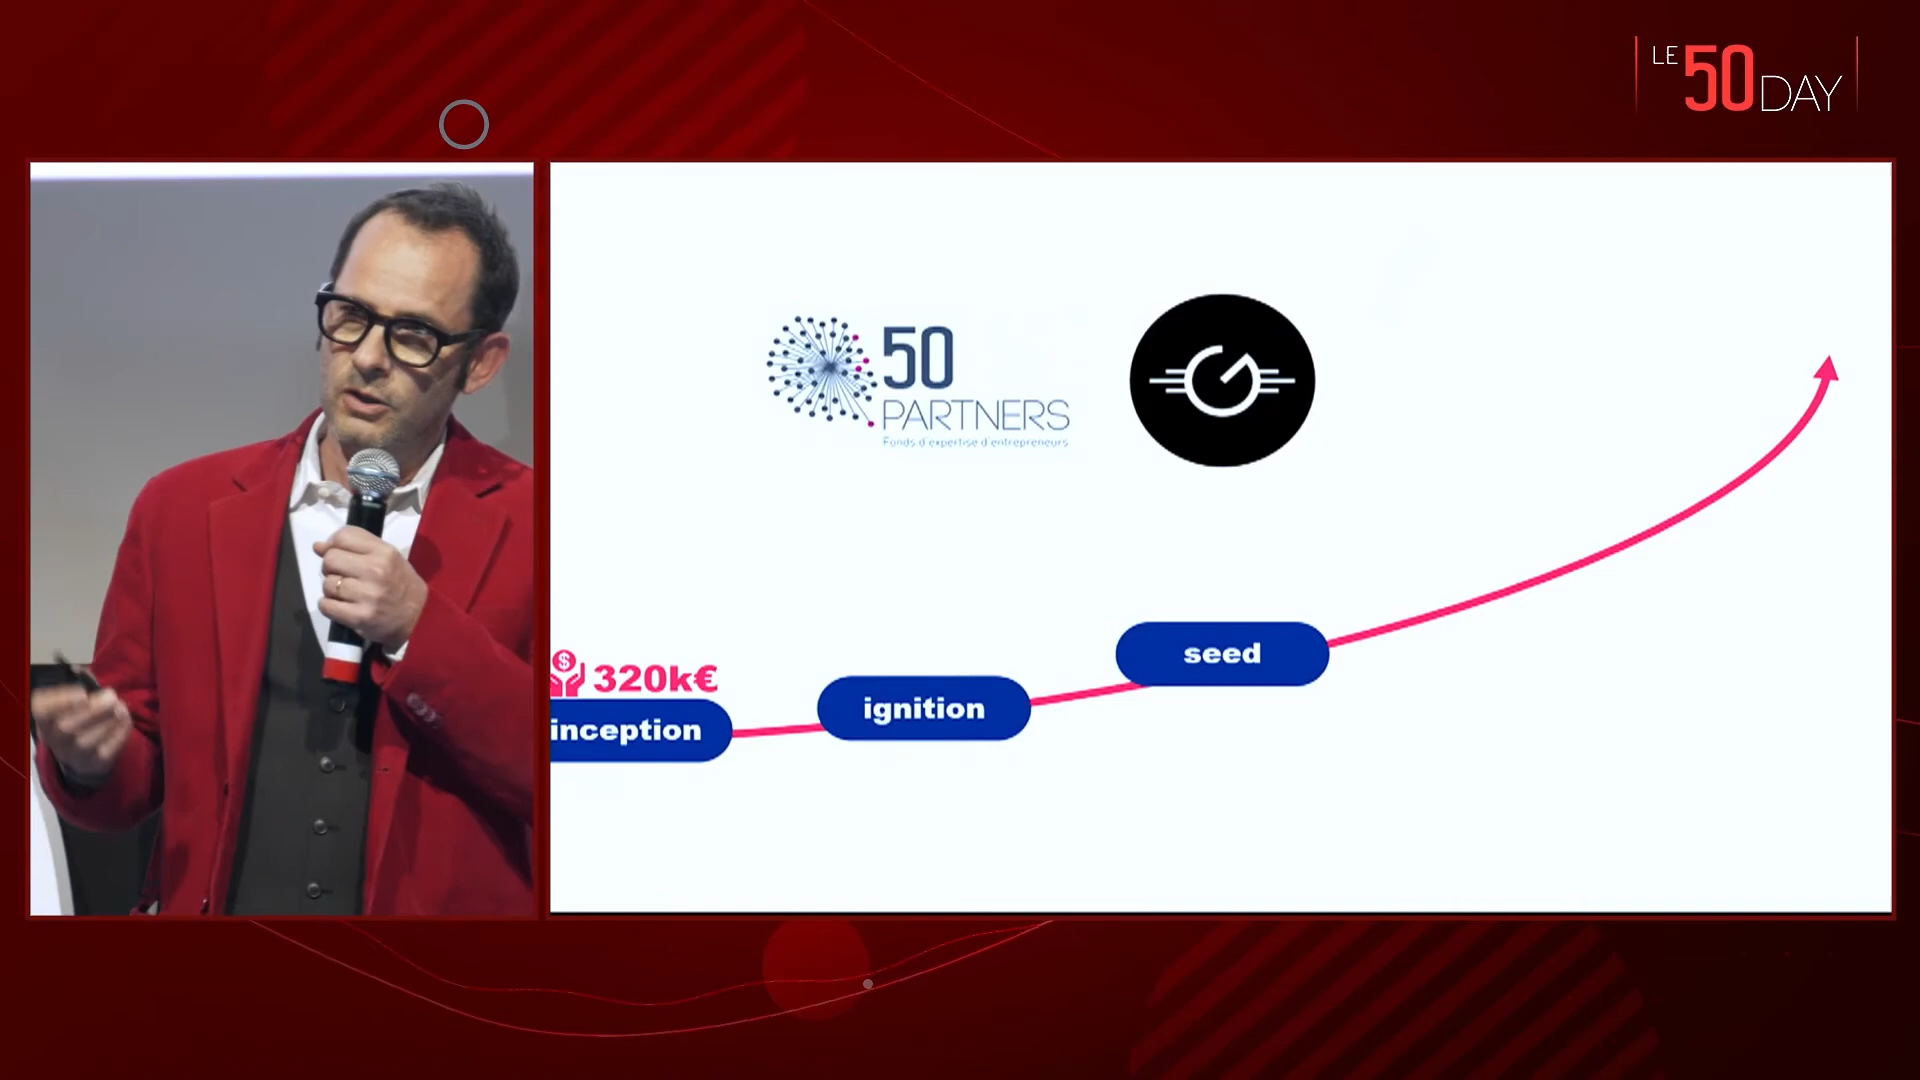 LE 50 DAY
50
PARTNERS
Fonds d'expertise d'entrepreneurs
320k€
inception
ignition
seed